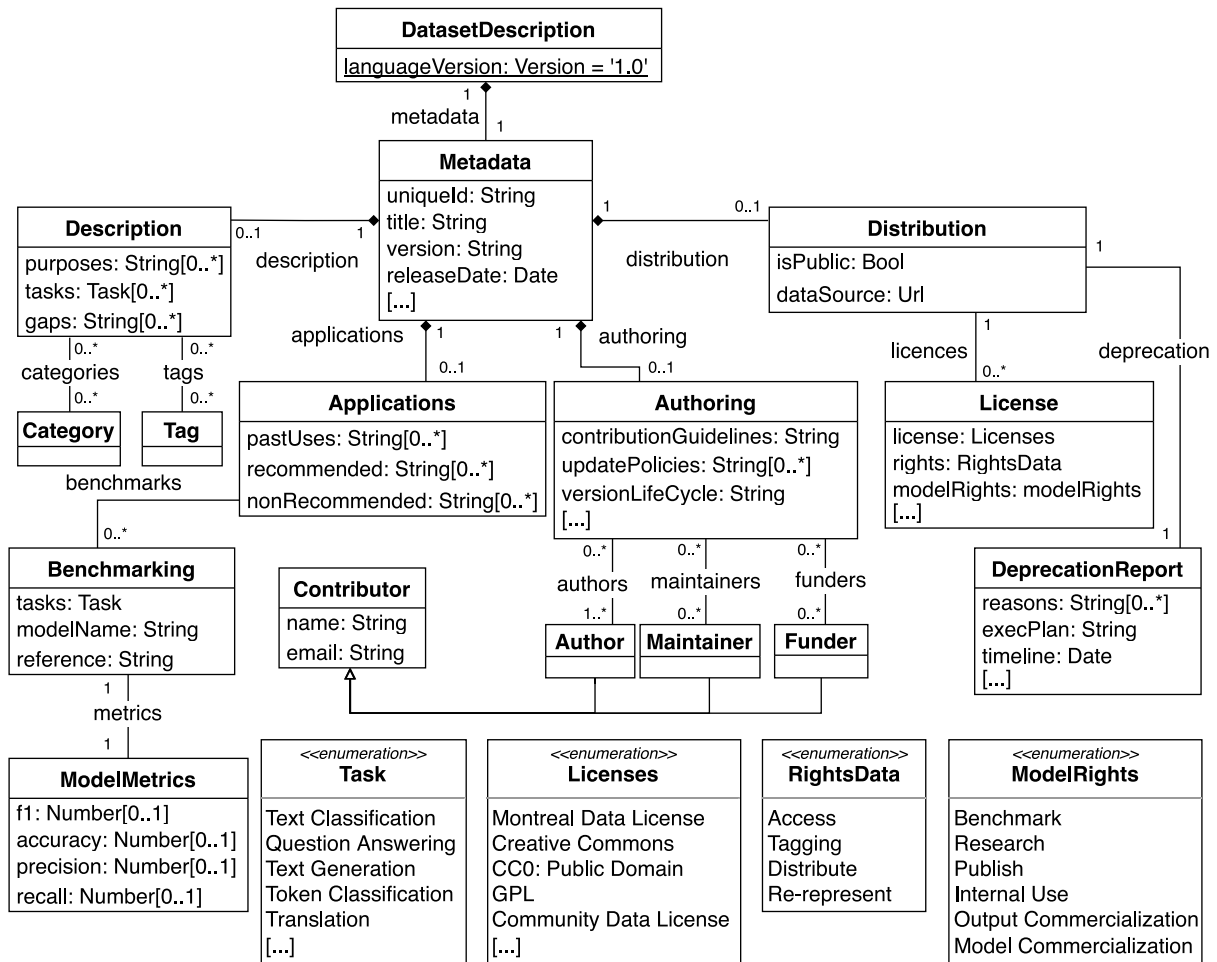 DatasetDescription
languageVersion: Version = '1.0'
1
metadata
1
Metadata
uniqueId: String
title: String
version: String
releaseDate: Date
[...]
1
0..1
description
Description
purposes: String[0..*]
tasks: Task[0..*]
gaps: String[0..*]
1
0..1
distribution
Distribution
isPublic: Bool
dataSource: Url
0..*
categories
0..*
Category
0..*
tags
0..*
Tag
applications
1
0..1
1
authoring
0..1
1
licences
0..*
1
deprecation
1
Applications
pastUses: String[0..*]
recommended: String[0..*]
nonRecommended: String[0..*]
Authoring
contributionGuidelines: String
updatePolicies: String[0..*]
versionLifeCycle: String
[...]
License
license: Licenses
rights: RightsData
modelRights: modelRights
[...]
benchmarks
0..*
Benchmarking
tasks: Task
modelName: String
reference: String
Contributor
name: String
email: String
0..*
authors
1..*
Author
0..*
maintainers
0..*
Maintainer
0..*
funders
0..*
Funder
DeprecationReport
reasons: String[0..*]
execPlan: String
timeline: Date
[...]
1
metrics
1
ModelMetrics
f1: Number[0..1]
accuracy: Number[0..1]
precision: Number[0..1]
recall: Number[0..1]
<<enumeration>>
Task
Text Classification
Question Answering
Text Generation
Token Classification
Translation
[...]
<<enumeration>>
Licenses
Montreal Data License
Creative Commons
CC0: Public Domain
GPL
Community Data License
[...]
<<enumeration>>
RightsData
Access
Tagging
Distribute
Re-represent
<<enumeration>>
ModelRights
Benchmark
Research
Publish
Internal Use
Output Commercialization
Model Commercialization